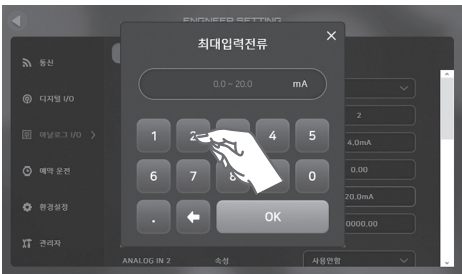 ENGNEER SETTING
최대입력전류
0.0 ~ 20.0 mA
통신
디지털 I/O
아날로그 I/O
예약 운전
환경설정
관리자
1 2 4 5
6 7 8 0
. OK
2
4.0mA
0.00
20.0mA
0000.00
ANALOG IN 2 속성 사용안함